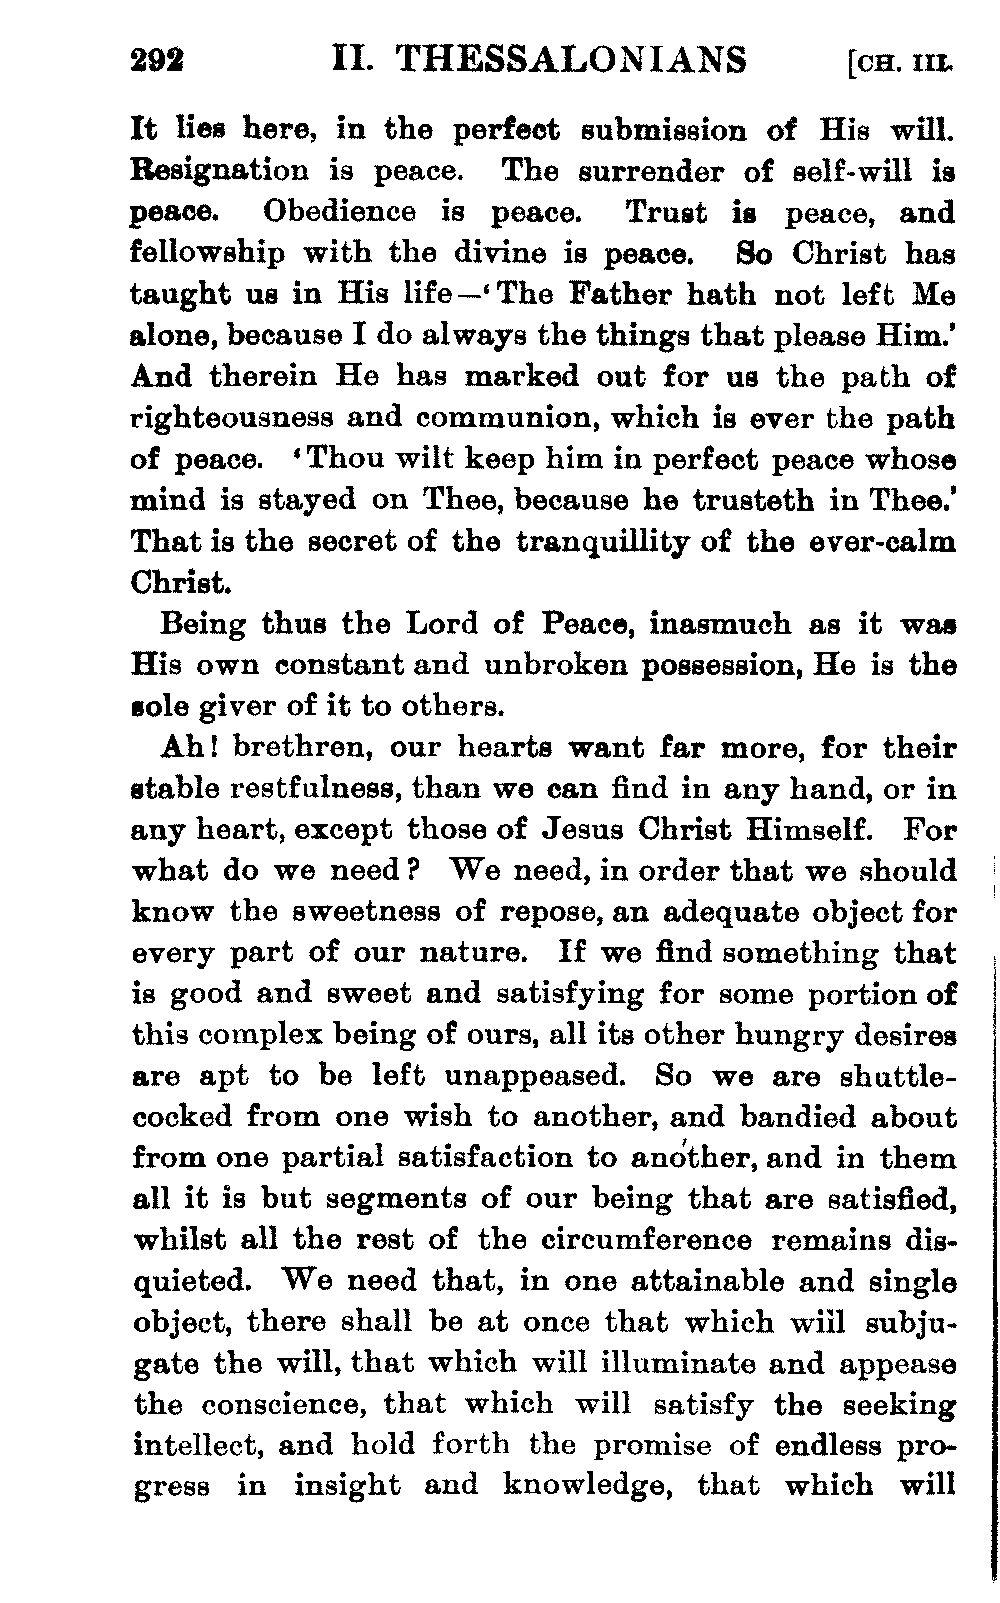 292 II. THESSALONIANS [CH. III.
It lies here, in the perfect submission of His will.
Resignation is peace. The surrender of self-will is
peace. Obedience is peace. Trust is peace, and
fellowship with the divine is peace. So Christ has
taught us in His life—‘The Father hath not left Me
alone, because I do always the things that please Him.’
And therein He has marked out for us the path of
righteousness and communion, which is ever the path
of peace. ‘Thou wilt keep him in perfect peace whose
mind is stayed on Thee, because he trusteth in Thee.’
That is the secret of the tranquillity of the ever-calm
Christ.
Being thus the Lord of Peace, inasmuch as it was
His own constant and unbroken possession, He is the
sole giver of it to others.
Ah! brethren, our hearts want far more, for their
stable restfulness, than we can find in any hand, or in
any heart, except those of Jesus Christ Himself. For
what do we need? We need, in order that we should
know the sweetness of repose, an adequate object for
every part of our nature. If we find something that
is good and sweet and satisfying for some portion of
this complex being of ours, all its other hungry desires
are apt to be left unappeased. So we are shuttle-
cocked from one wish to another, and bandied about
from one partial satisfaction to another, and in them
all it is but segments of our being that are satisfied,
whilst all the rest of the circumference remains dis-
quieted. We need that, in one attainable and single
object, there shall be at once that which will subju-
gate the will, that which will illuminate and appease
the conscience, that which will satisfy the seeking
intellect, and hold forth the promise of endless pro-
gress in insight and knowledge, that which will